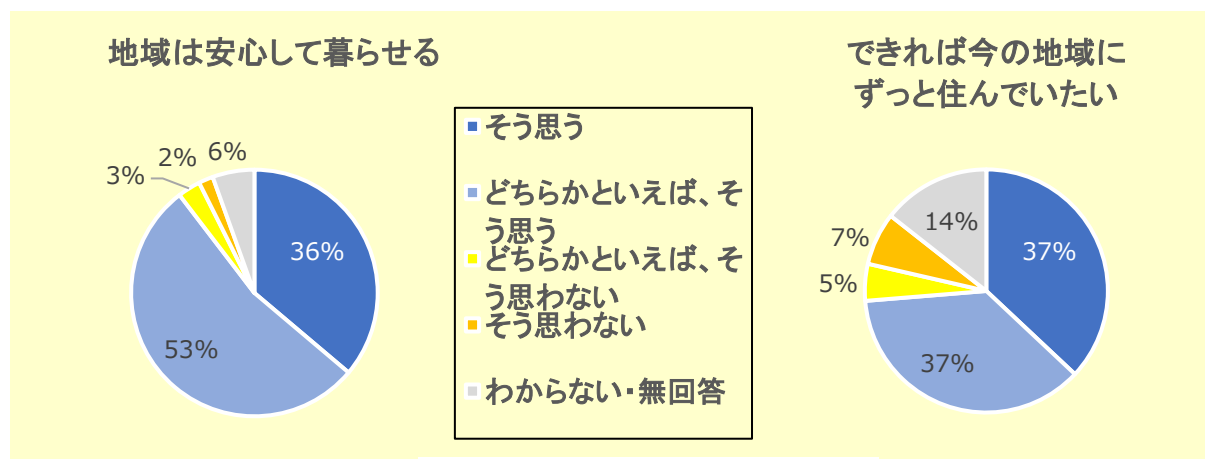 地域は安心して暮らせる
3%
2%
6%
36%
53%
そう思う
どちらかといえば、そ
う思う
どちらかといえば、そ
う思わない
そう思わない
わからない・無回答
できれば今の地域に
ずっと住んでいたい
14%
7%
5%
37%
37%